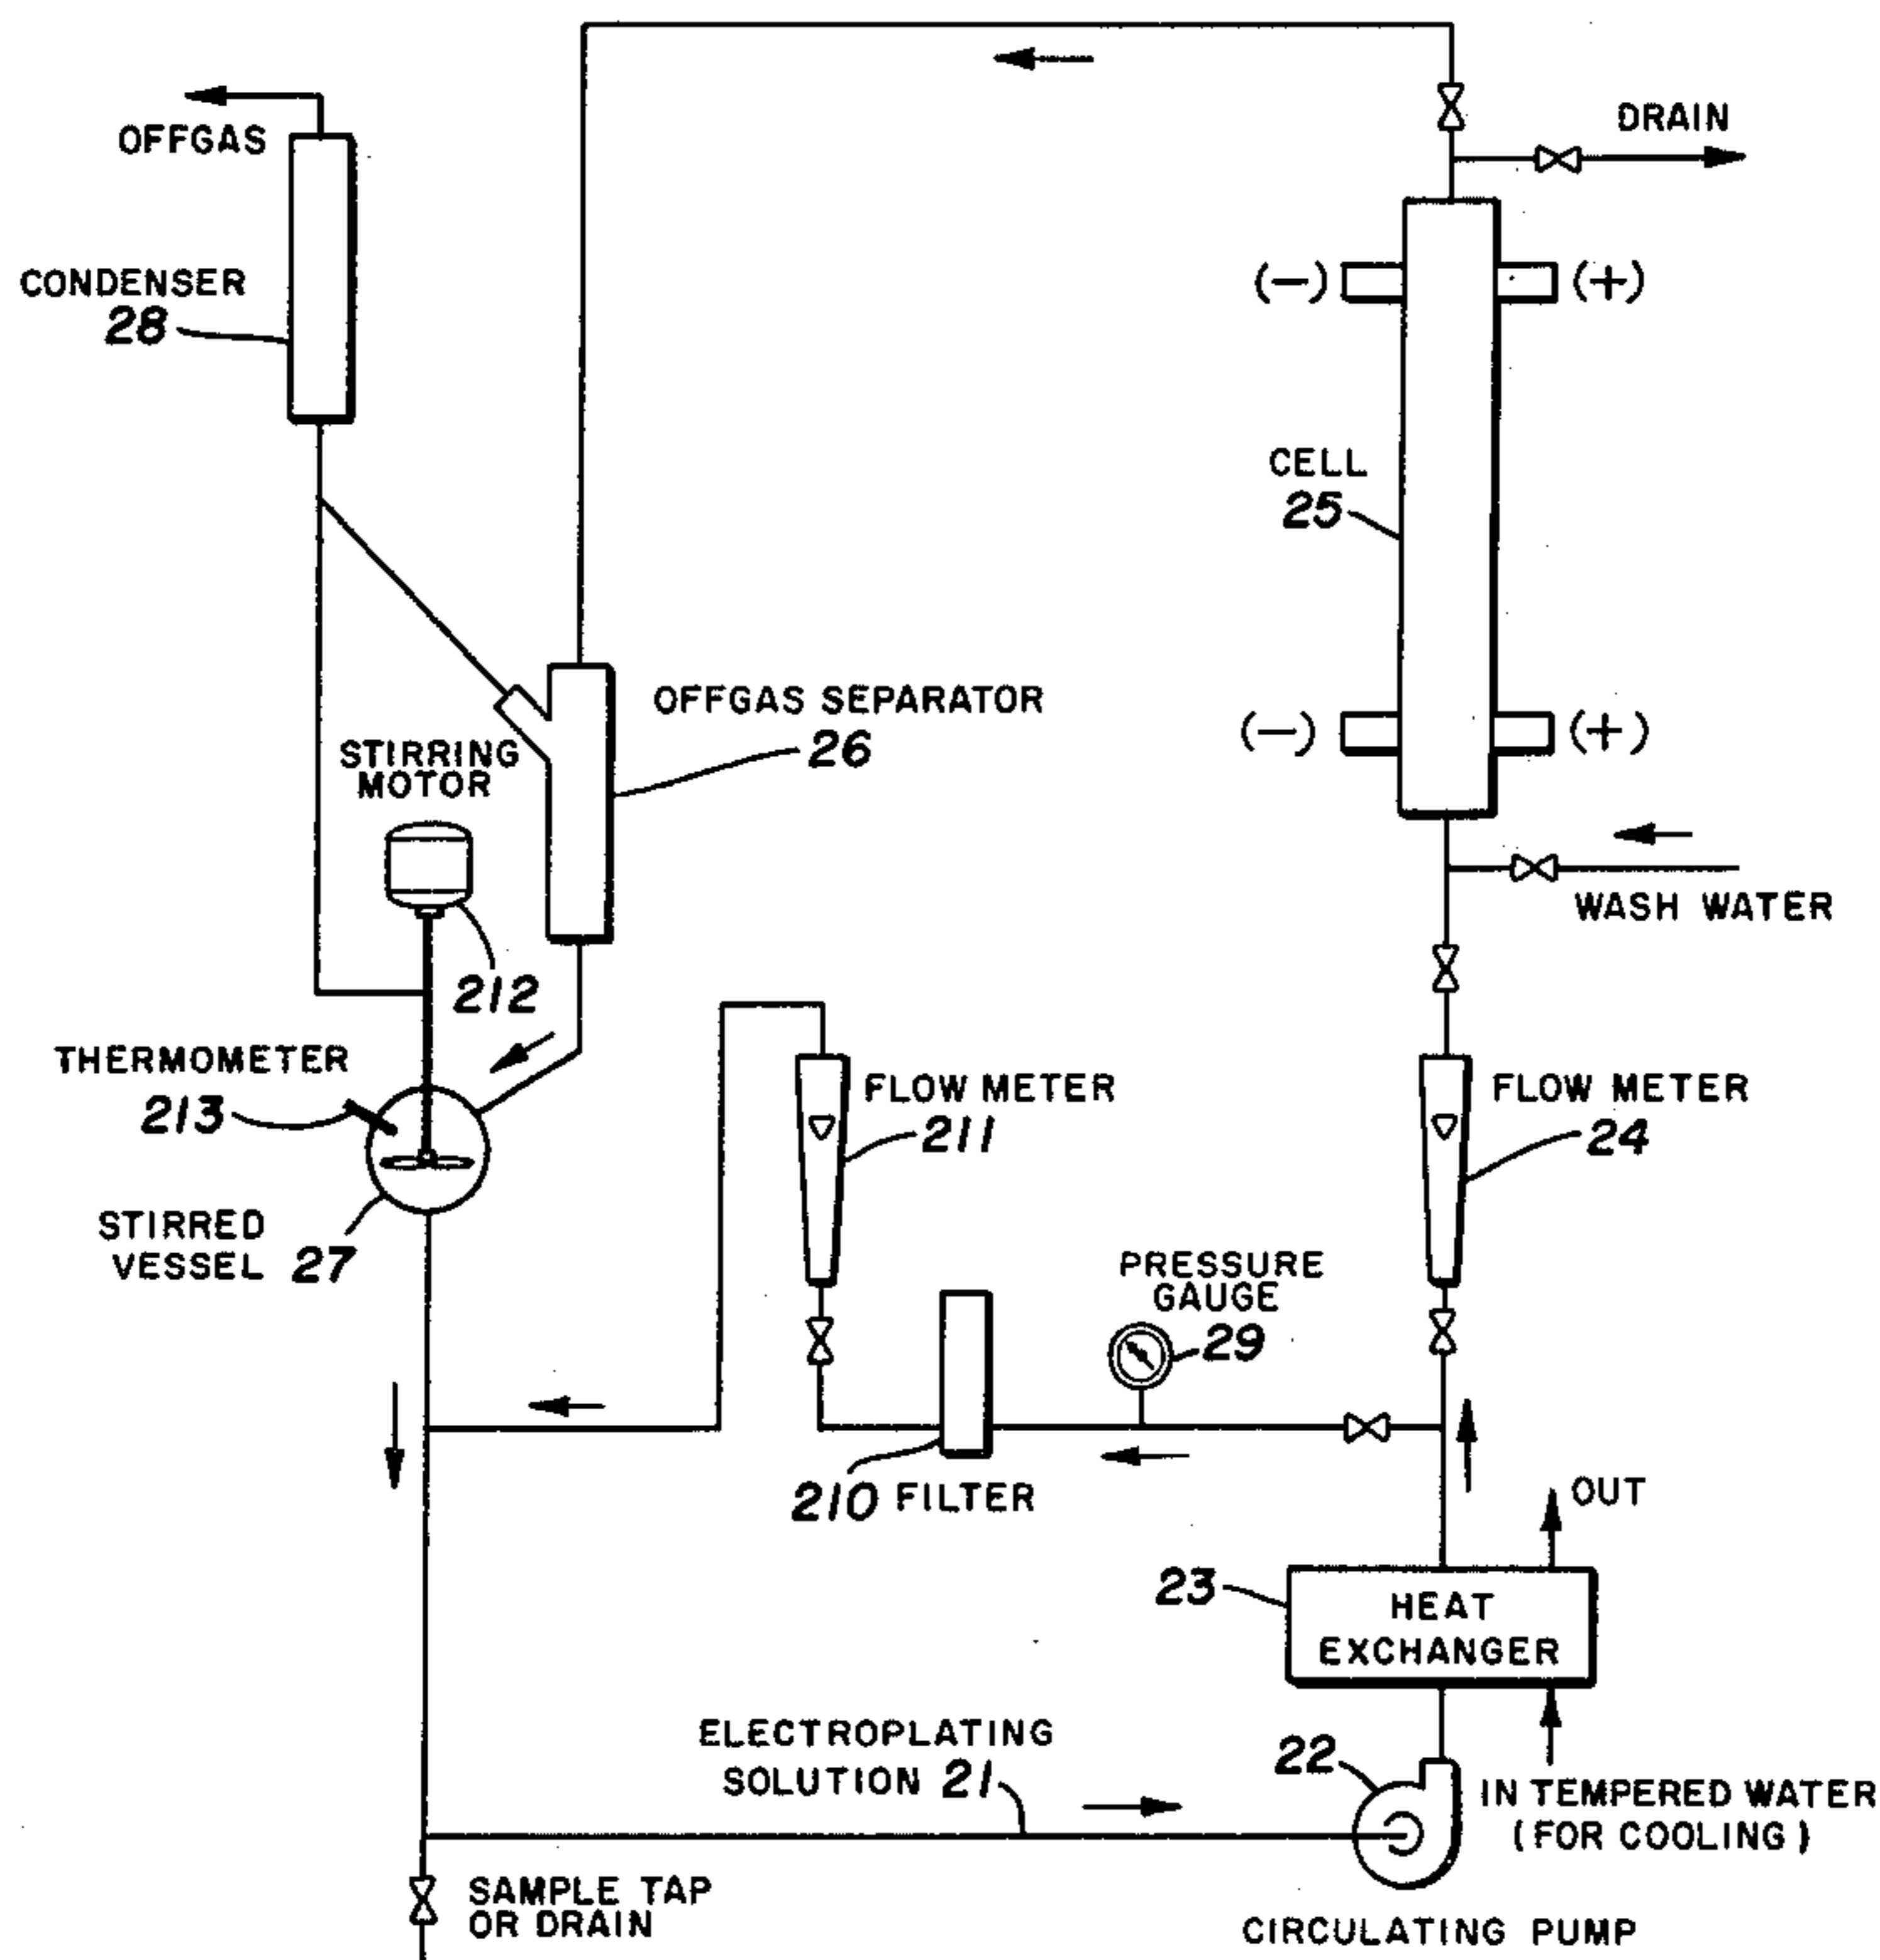 DRAIN
OFFGAS
CONDENSER
28
(−) (+)
CELL
25
OFFGAS SEPARATOR
26
(−) (+)
STIRRING
MOTOR
212
WASH WATER
THERMOMETER
213
FLOW METER
211
FLOW METER
24
STIRRED
VESSEL 27
PRESSURE
GAUGE
29
210 FILTER
OUT
23
HEAT
EXCHANGER
ELECTROPLATING
SOLUTION 21
22
IN TEMPERED WATER
(FOR COOLING)
SAMPLE TAP
OR DRAIN
CIRCULATING PUMP